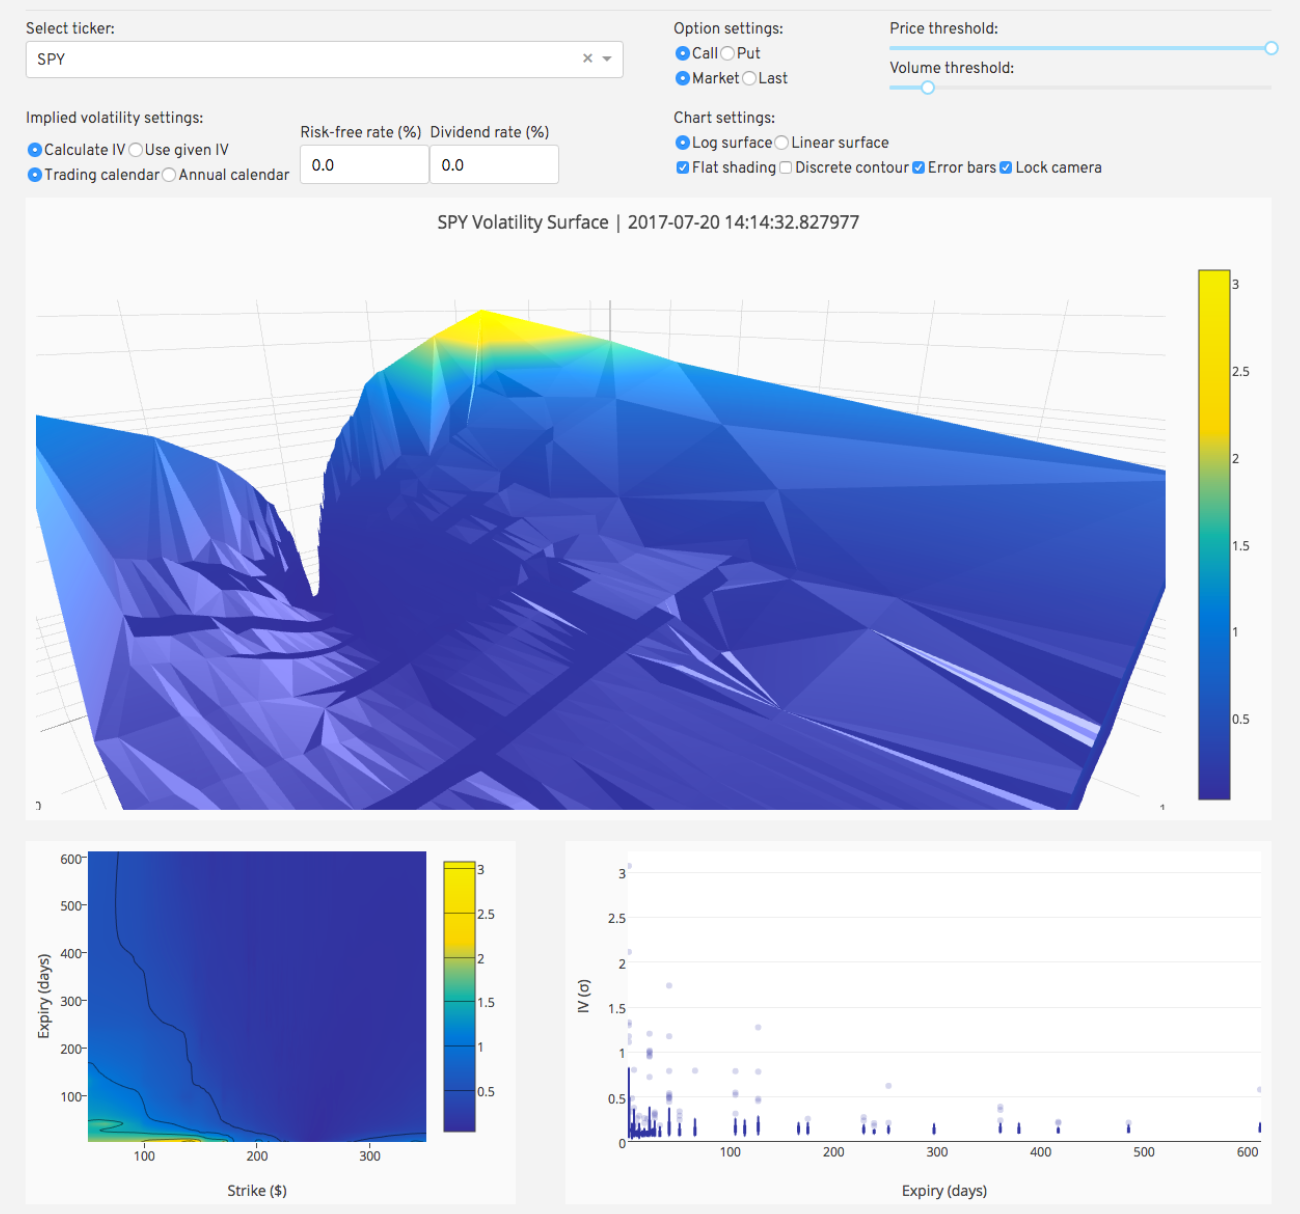 Select ticker:
SPY
Option settings:
Call Put
Market Last
Price threshold:
Volume threshold:
Implied volatility settings:
Calculate IV Use given IV
Trading calendar Annual calendar
Risk-free rate (%) Dividend rate (%)
0.0 0.0
Chart settings:
Log surface Linear surface
Flat shading Discrete contour Error bars Lock camera
SPY Volatility Surface | 2017-07-20 14:14:32.827977
3
2.5
2
1.5
1
0.5
0
1
600
500
400
300
200
100
Expiry (days)
100 200 300
Strike ($)
3
2.5
2
1.5
1
0.5
3
2.5
2
1.5
1
0.5
0
IV (σ)
100 200 300 400 500 600
Expiry (days)